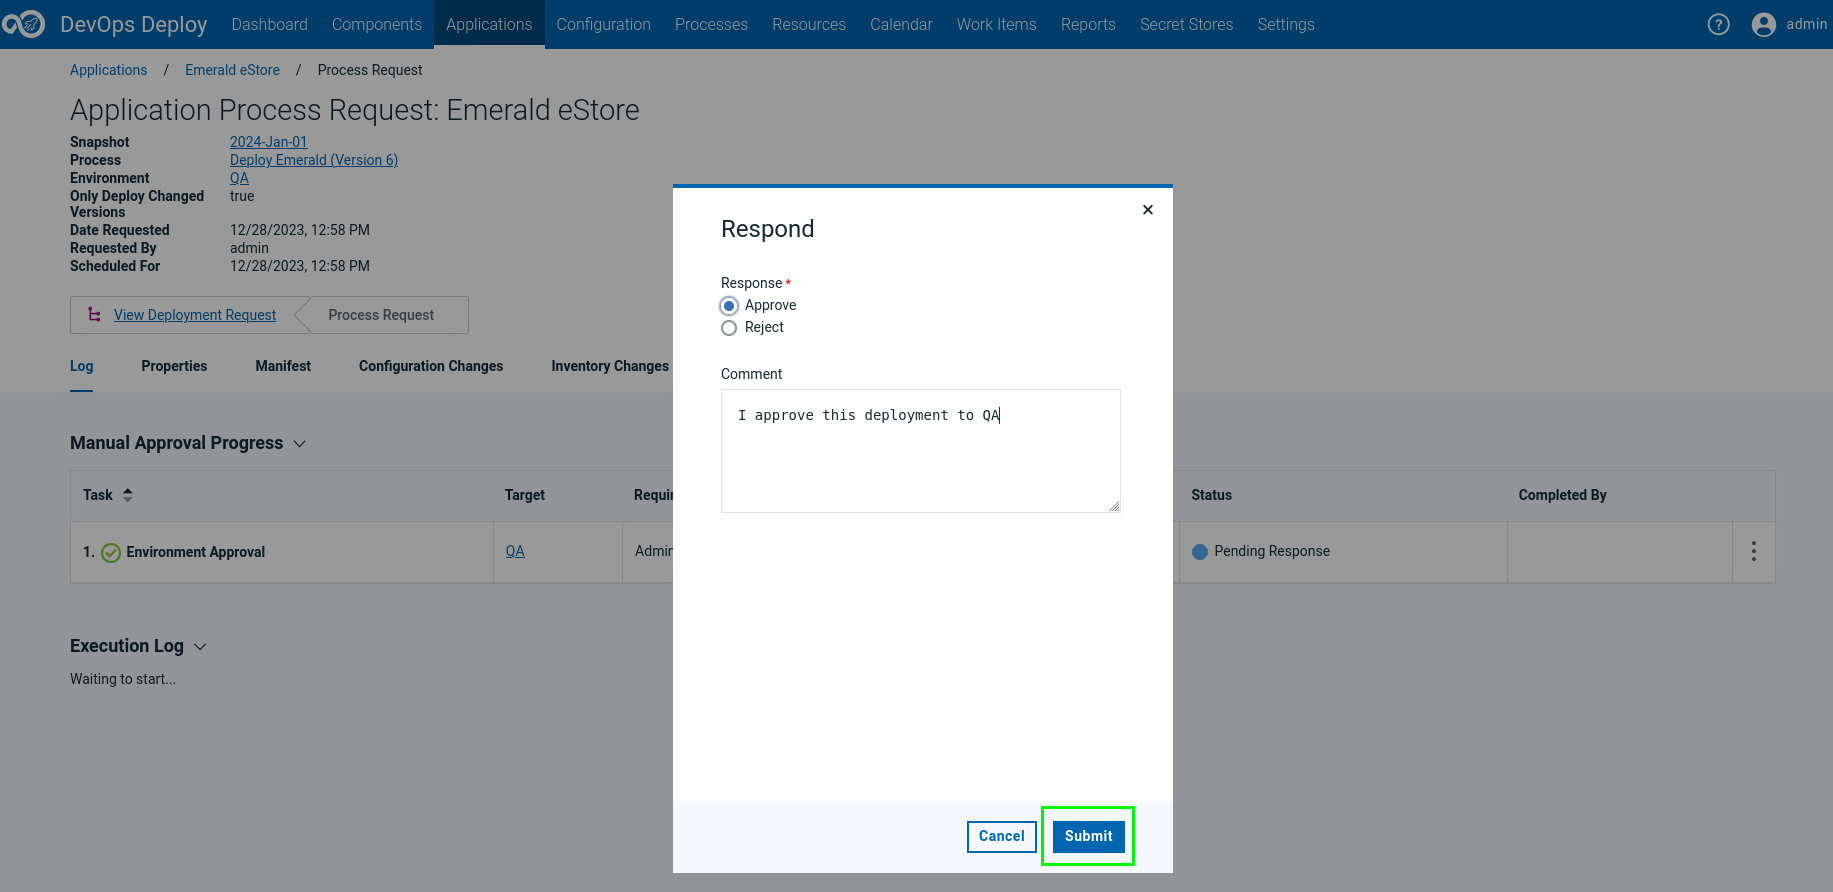 DevOps Deploy Dashboard Components Applications Configuration Processes Resources Calendar Work Items Reports Secret Stores Settings ? admin
Applications / Emerald eStore / Process Request
Application Process Request: Emerald eStore
Snapshot 2024-Jan-01
Process Deploy Emerald (Version 6)
Environment QA
Only Deploy Changed Versions true
Date Requested 12/28/2023, 12:58 PM
Requested By admin
Scheduled For 12/28/2023, 12:58 PM
View Deployment Request Process Request
Log Properties Manifest Configuration Changes Inventory Changes
Manual Approval Progress
Task Target Status Completed By
1. Environment Approval QA Pending Response
Execution Log
Waiting to start...
Respond
Response *
Approve
Reject
Comment
I approve this deployment to QA
Cancel Submit